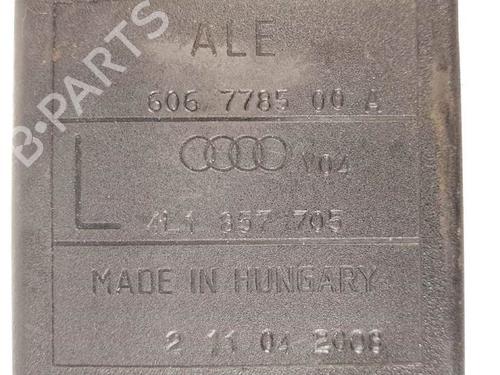 ALE
606 7785 00 A
V04
L 4L1 857 705
MADE IN HUNGARY
2 11 04 2008
B-PARTS